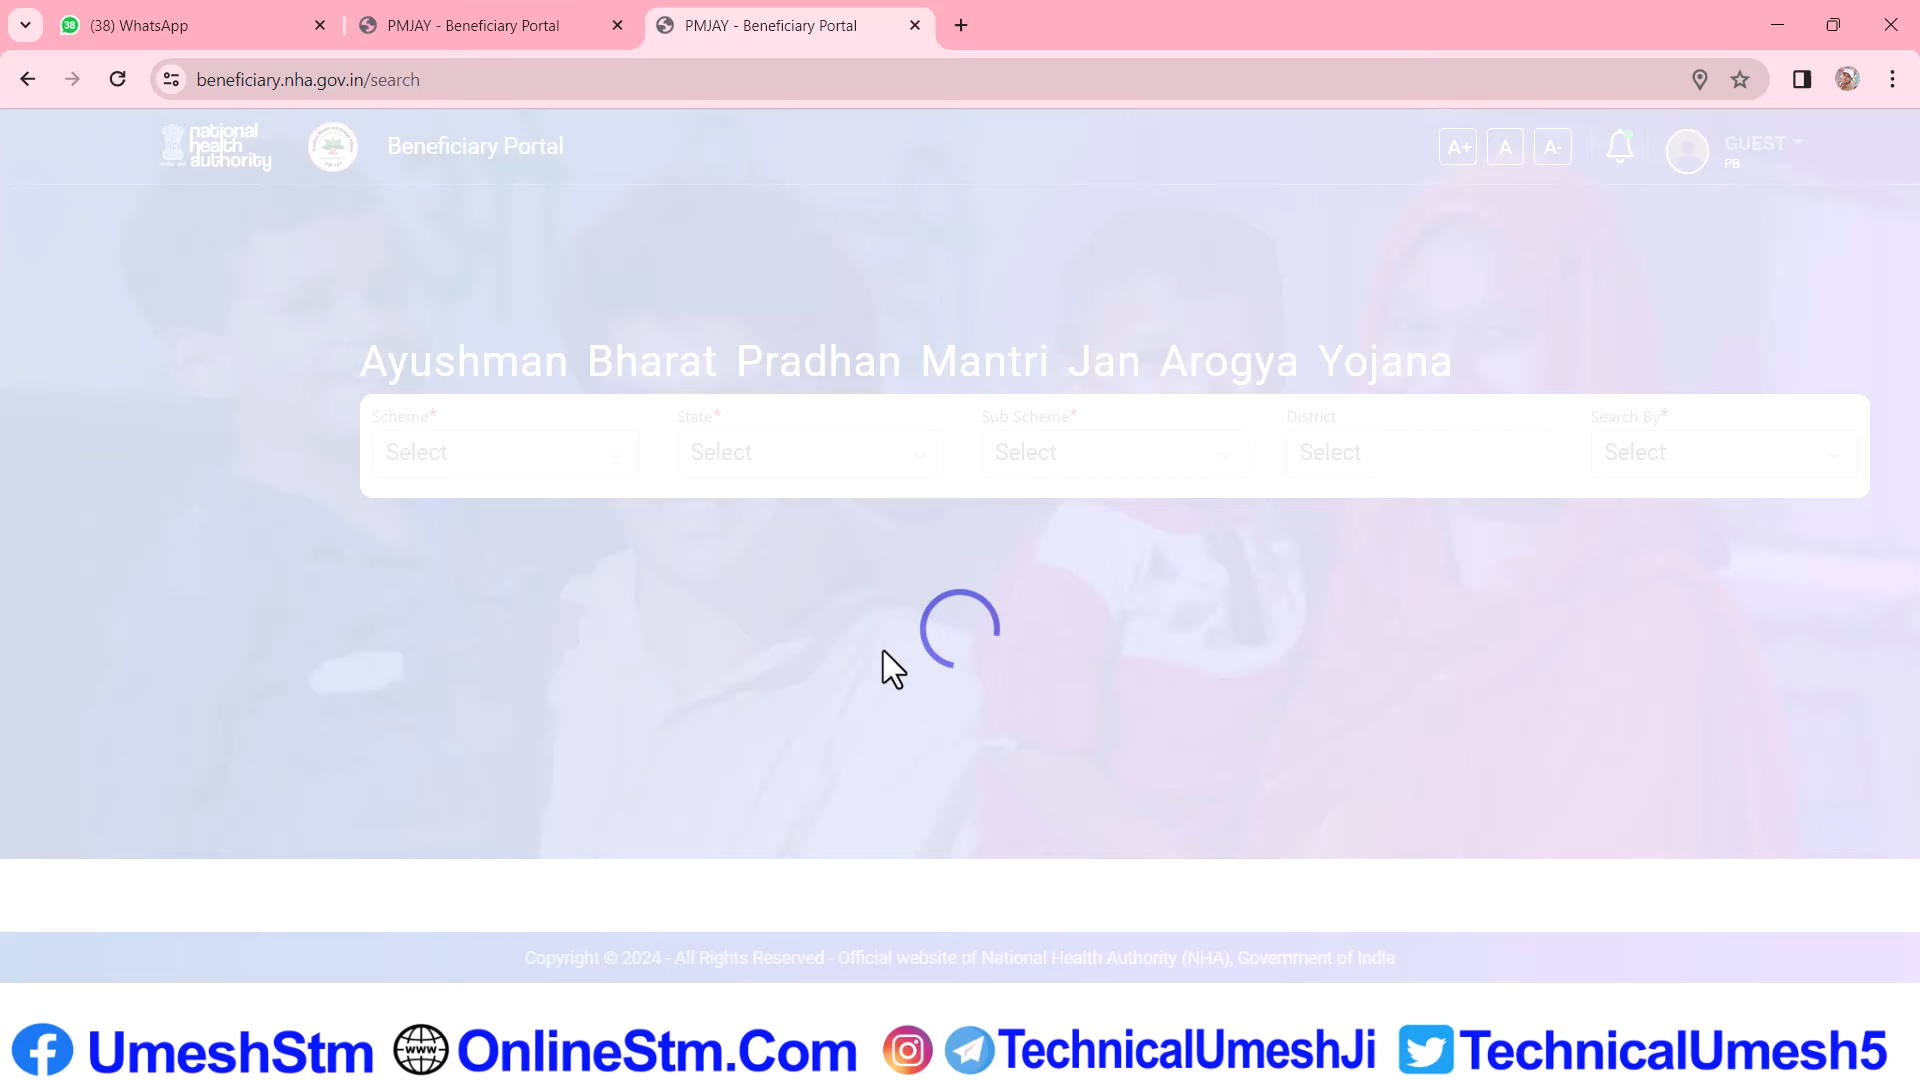 38 (38) WhatsApp
PMJAY - Beneficiary Portal
PMJAY - Beneficiary Portal
beneficiary.nha.gov.in/search
national
health
authority
Beneficiary Portal
A+ A A-
GUEST
PB
Ayushman Bharat Pradhan Mantri Jan Arogya Yojana
Scheme* State* Sub Scheme* District Search By*
Select Select Select Select Select
Copyright © 2024 - All Rights Reserved - Official website of National Health Authority (NHA), Government of India
UmeshStm www OnlineStm.Com TechnicalUmeshJi TechnicalUmesh5